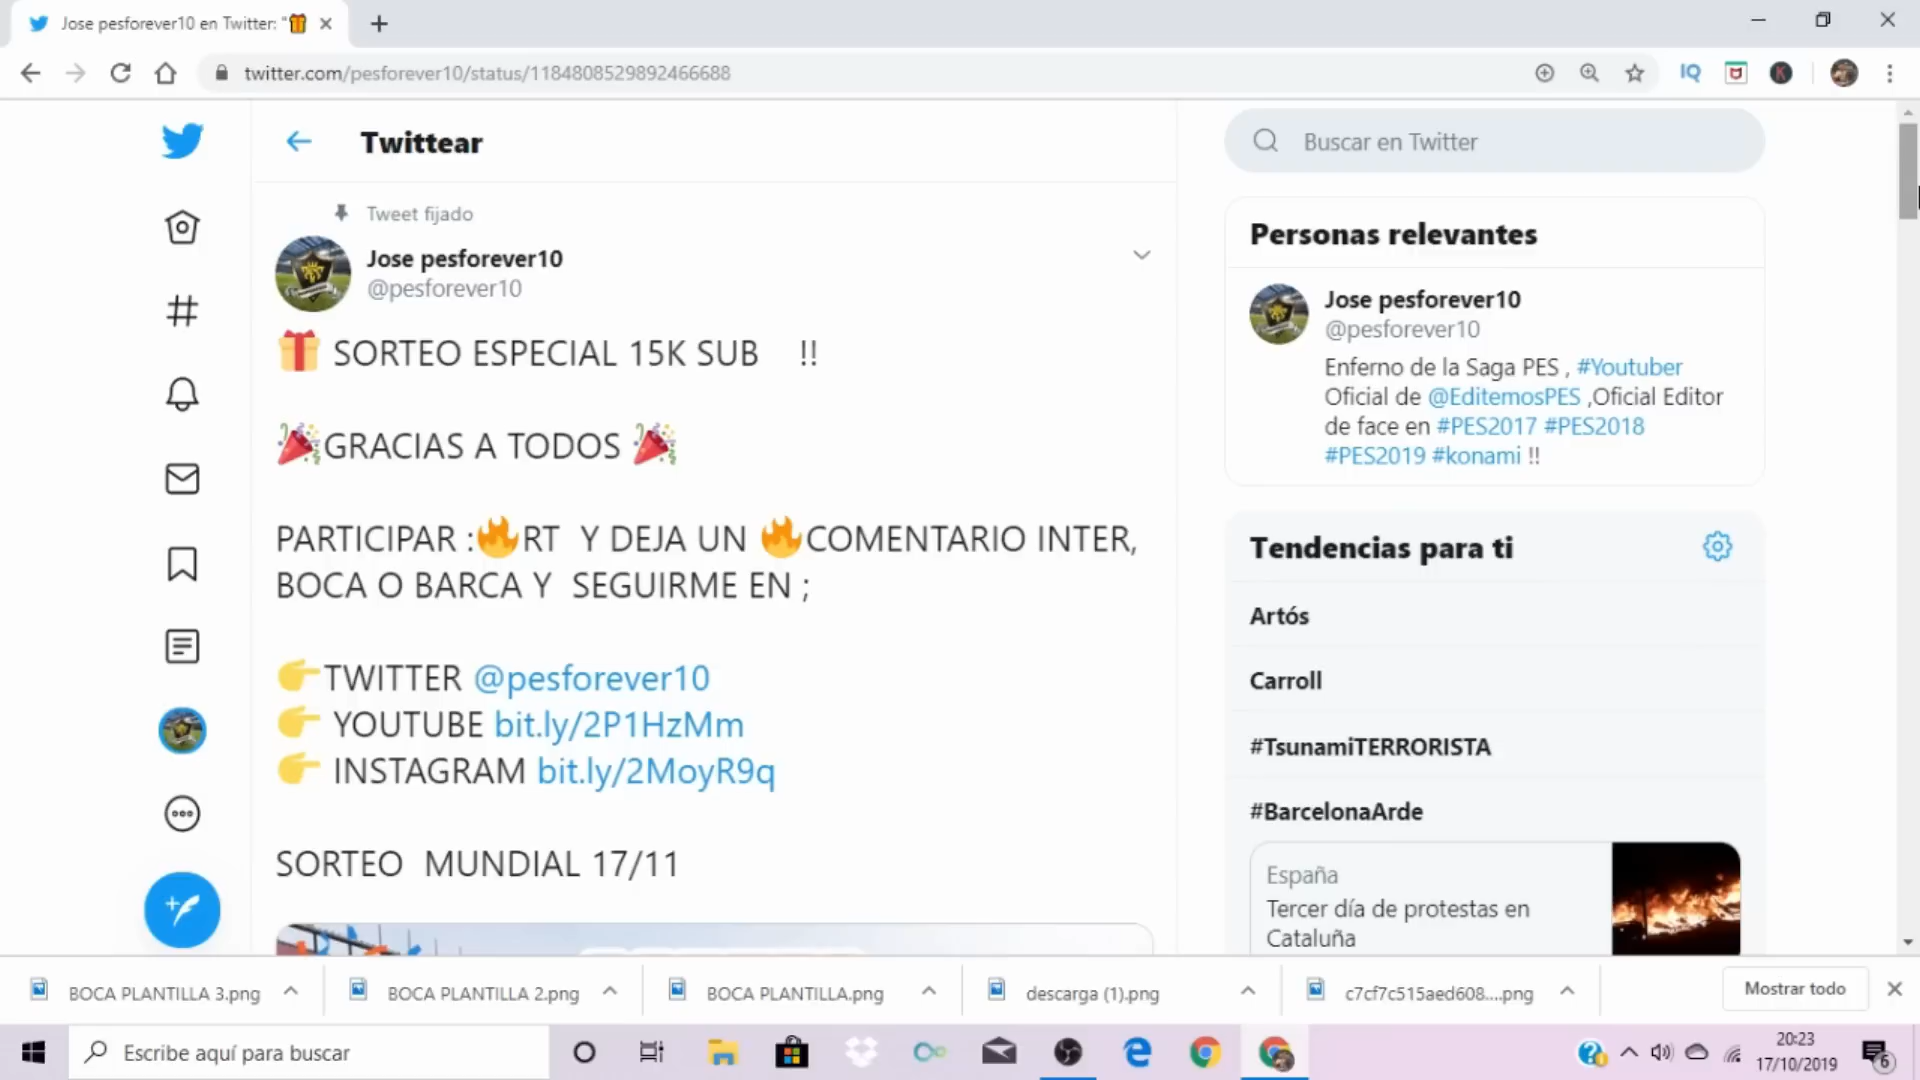 Jose pesforever10 en Twitter: "🎁
twitter.com/pesforever10/status/1184808529892466688
IQ
K
Twittear
Buscar en Twitter
Tweet fijado
Jose pesforever10
@pesforever10
🎁 SORTEO ESPECIAL 15K SUB !!
🎉GRACIAS A TODOS 🎉
PARTICIPAR :🔥RT Y DEJA UN 🔥COMENTARIO INTER,
BOCA O BARCA Y SEGUIRME EN ;
👉TWITTER @pesforever10
👉 YOUTUBE bit.ly/2P1HzMm
👉 INSTAGRAM bit.ly/2MoyR9q
SORTEO MUNDIAL 17/11
Personas relevantes
Jose pesforever10
@pesforever10
Enferno de la Saga PES , #Youtuber
Oficial de @EditemosPES ,Oficial Editor
de face en #PES2017 #PES2018
#PES2019 #konami !!
Tendencias para ti
Artós
Carroll
#TsunamiTERRORISTA
#BarcelonaArde
España
Tercer día de protestas en
Cataluña
BOCA PLANTILLA 3.png
BOCA PLANTILLA 2.png
BOCA PLANTILLA.png
descarga (1).png
c7cf7c515aed608....png
Mostrar todo
Escribe aquí para buscar
20:23
17/10/2019
6